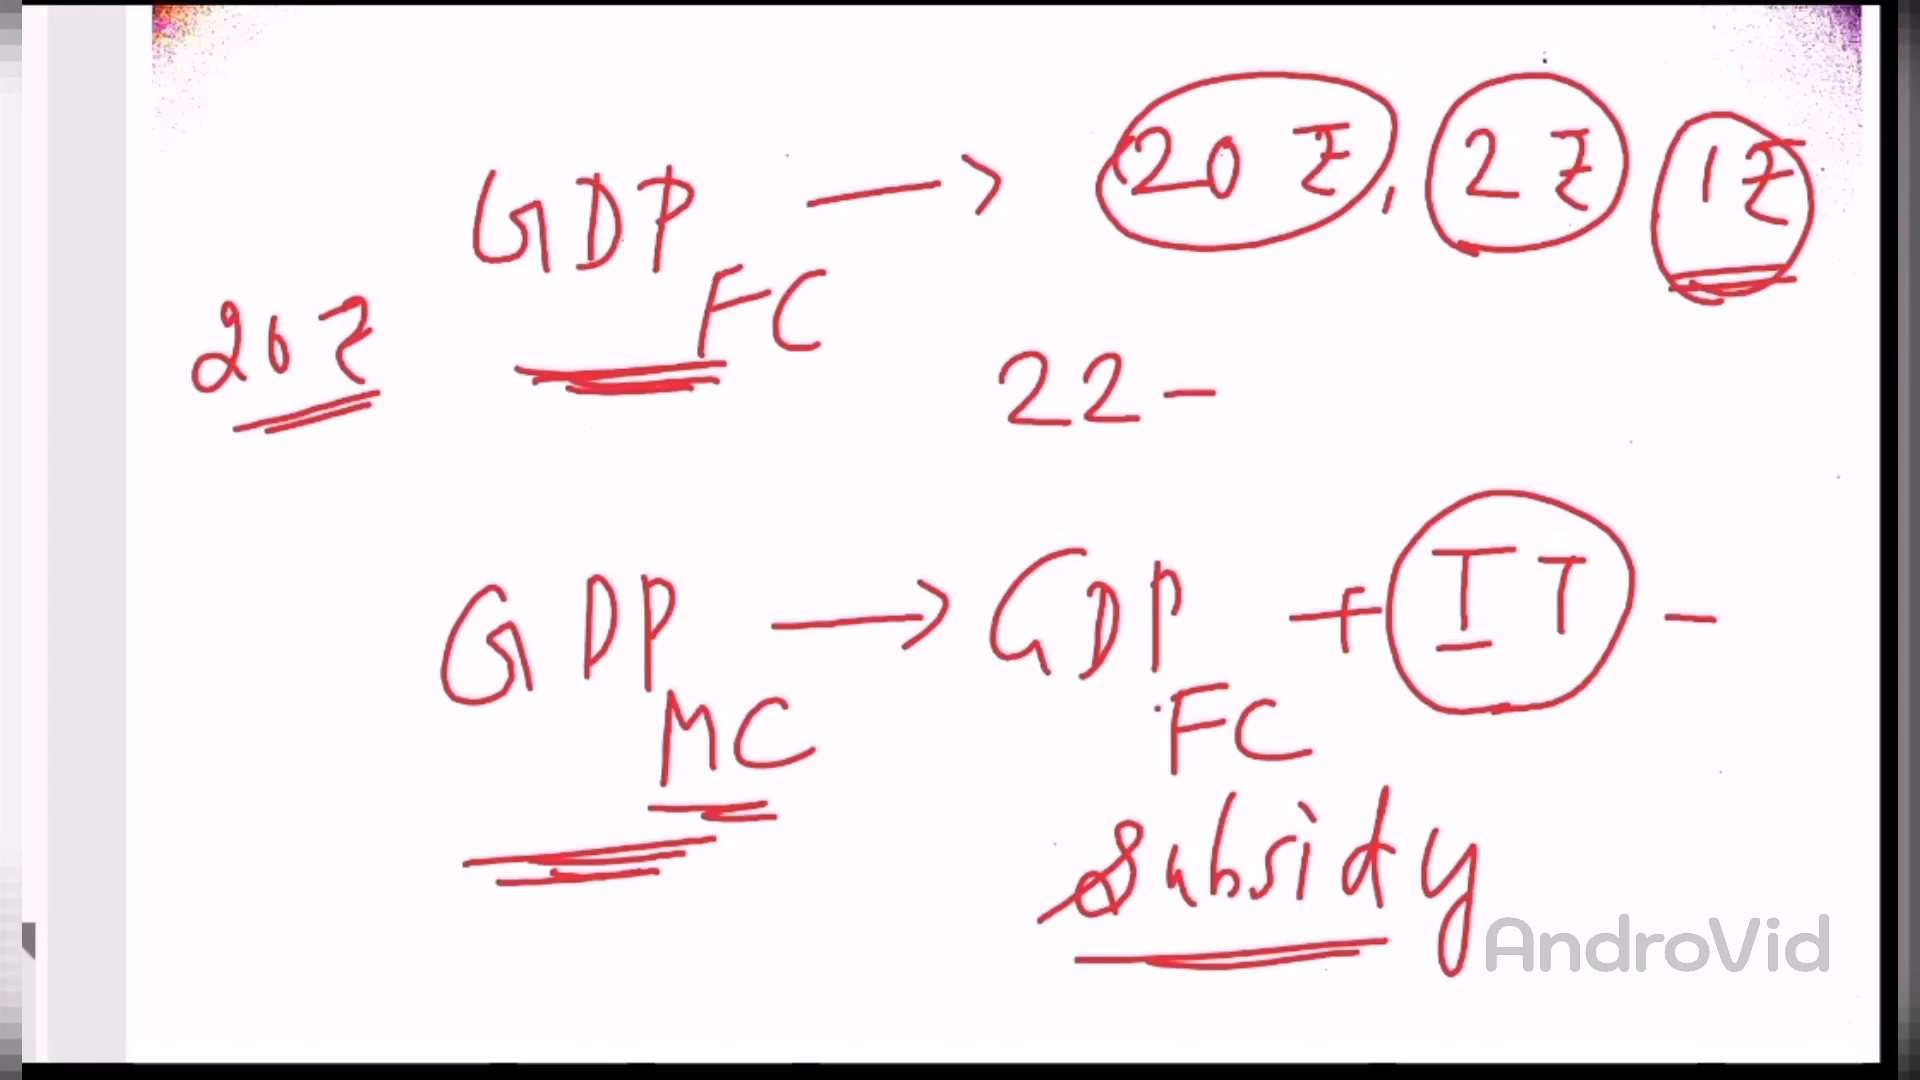 GDP FC → 20 ₹, 2 ₹ 1 ₹
20 ₹
22 -
GDP MC → GDP FC + IT -
Subsidy
AndroVid